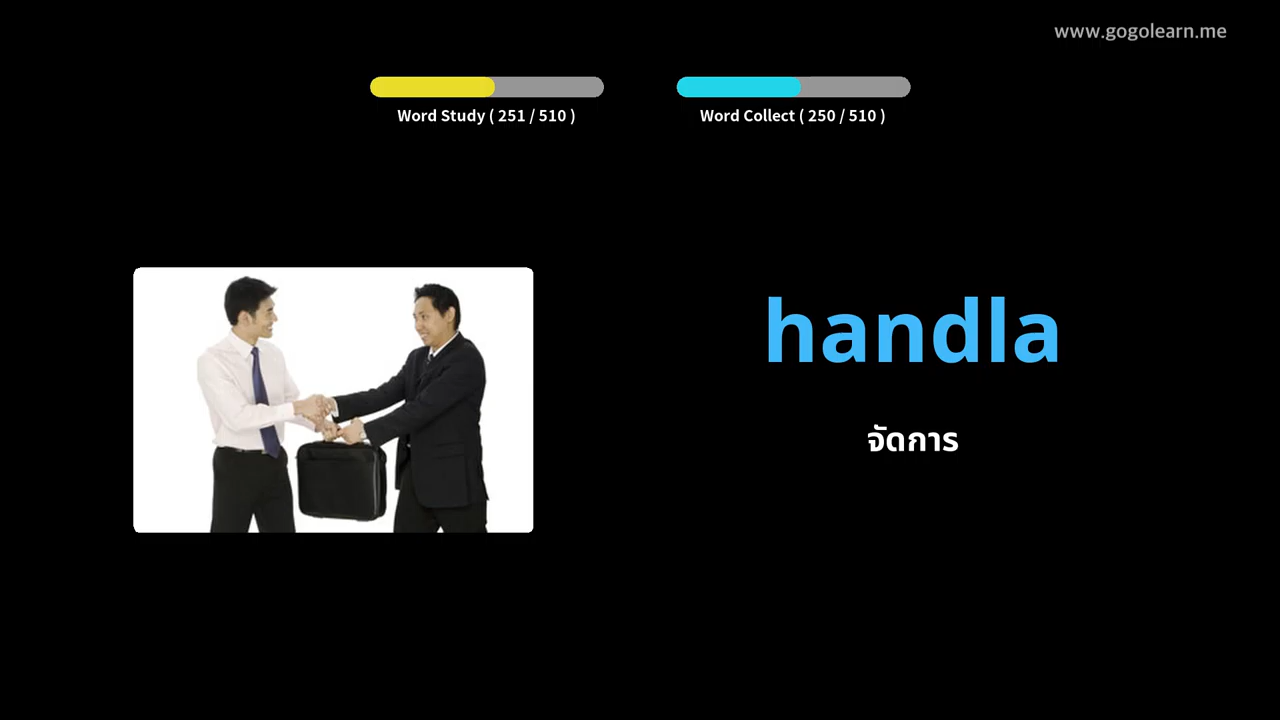 www.gogolearn.me
Word Study ( 251 / 510 )
Word Collect ( 250 / 510 )
handla
จัดการ